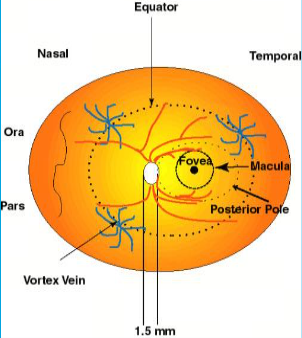 Equator
Nasal
Temporal
Ora
Fovea
Macula
Pars
Posterior Pole
Vortex Vein
1.5 mm